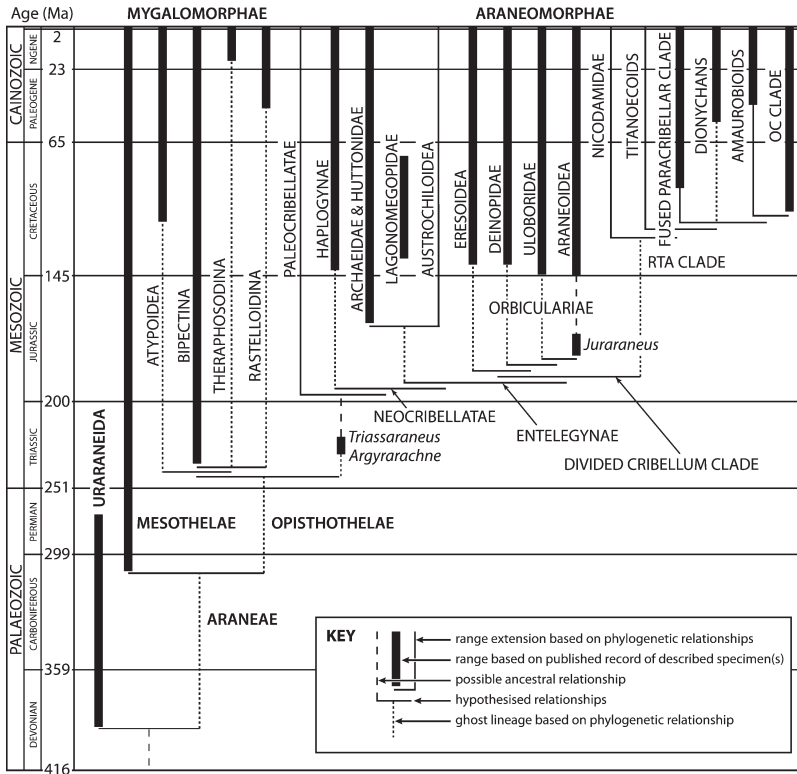 Age (Ma)
MYGALOMORPHAE
ARANEOMORPHAE
CAINOZOIC
MESOZOIC
PALAEOZOIC
NGENE
PALEOGENE
CRETACEOUS
JURASSIC
TRIASSIC
PERMIAN
CARBONIFEROUS
DEVONIAN
2
23
65
145
200
251
299
359
416
URARANEIDA
MESOTHELAE
ATYPOIDEA
BIPECTINA
THERAPHOSODINA
RASTELLOIDINA
OPISTHOTHELAE
ARANEAE
PALEOCRIBELLATAE
HAPLOGYNAE
ARCHAEIDAE & HUTTONIDAE
LAGONOMEGOPIDAE
AUSTROCHILOIDEA
ERESOIDEA
DEINOPIDAE
ULOBORIDAE
ARANEOIDEA
NICODAMIDAE
TITANOECOIDS
FUSED PARACRIBELLAR CLADE
DIONYCHANS
AMAUROBIOIDS
OC CLADE
RTA CLADE
ORBICULARIAE
Juraraneus
NEOCRIBELLATAE
Triassaraneus
Argyrarachne
ENTELEGYNAE
DIVIDED CRIBELLUM CLADE
KEY
range extension based on phylogenetic relationships
range based on published record of described specimen(s)
possible ancestral relationship
hypothesised relationships
ghost lineage based on phylogenetic relationship